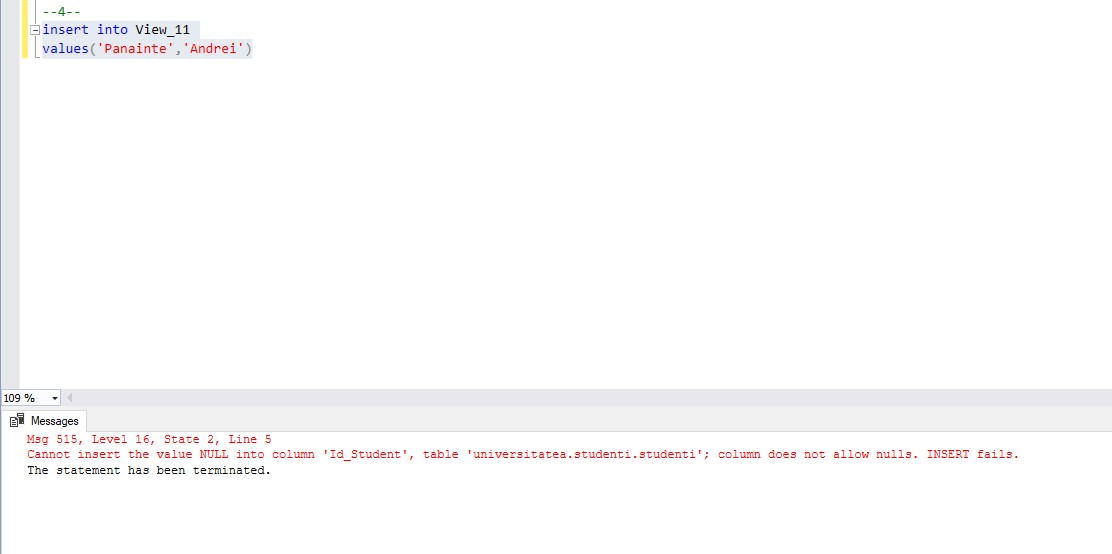 --4--
insert into View_11
values('Panainte','Andrei')
109 %
Messages
Msg 515, Level 16, State 2, Line 5
Cannot insert the value NULL into column 'Id_Student', table 'universitatea.studenti.studenti'; column does not allow nulls. INSERT fails.
The statement has been terminated.